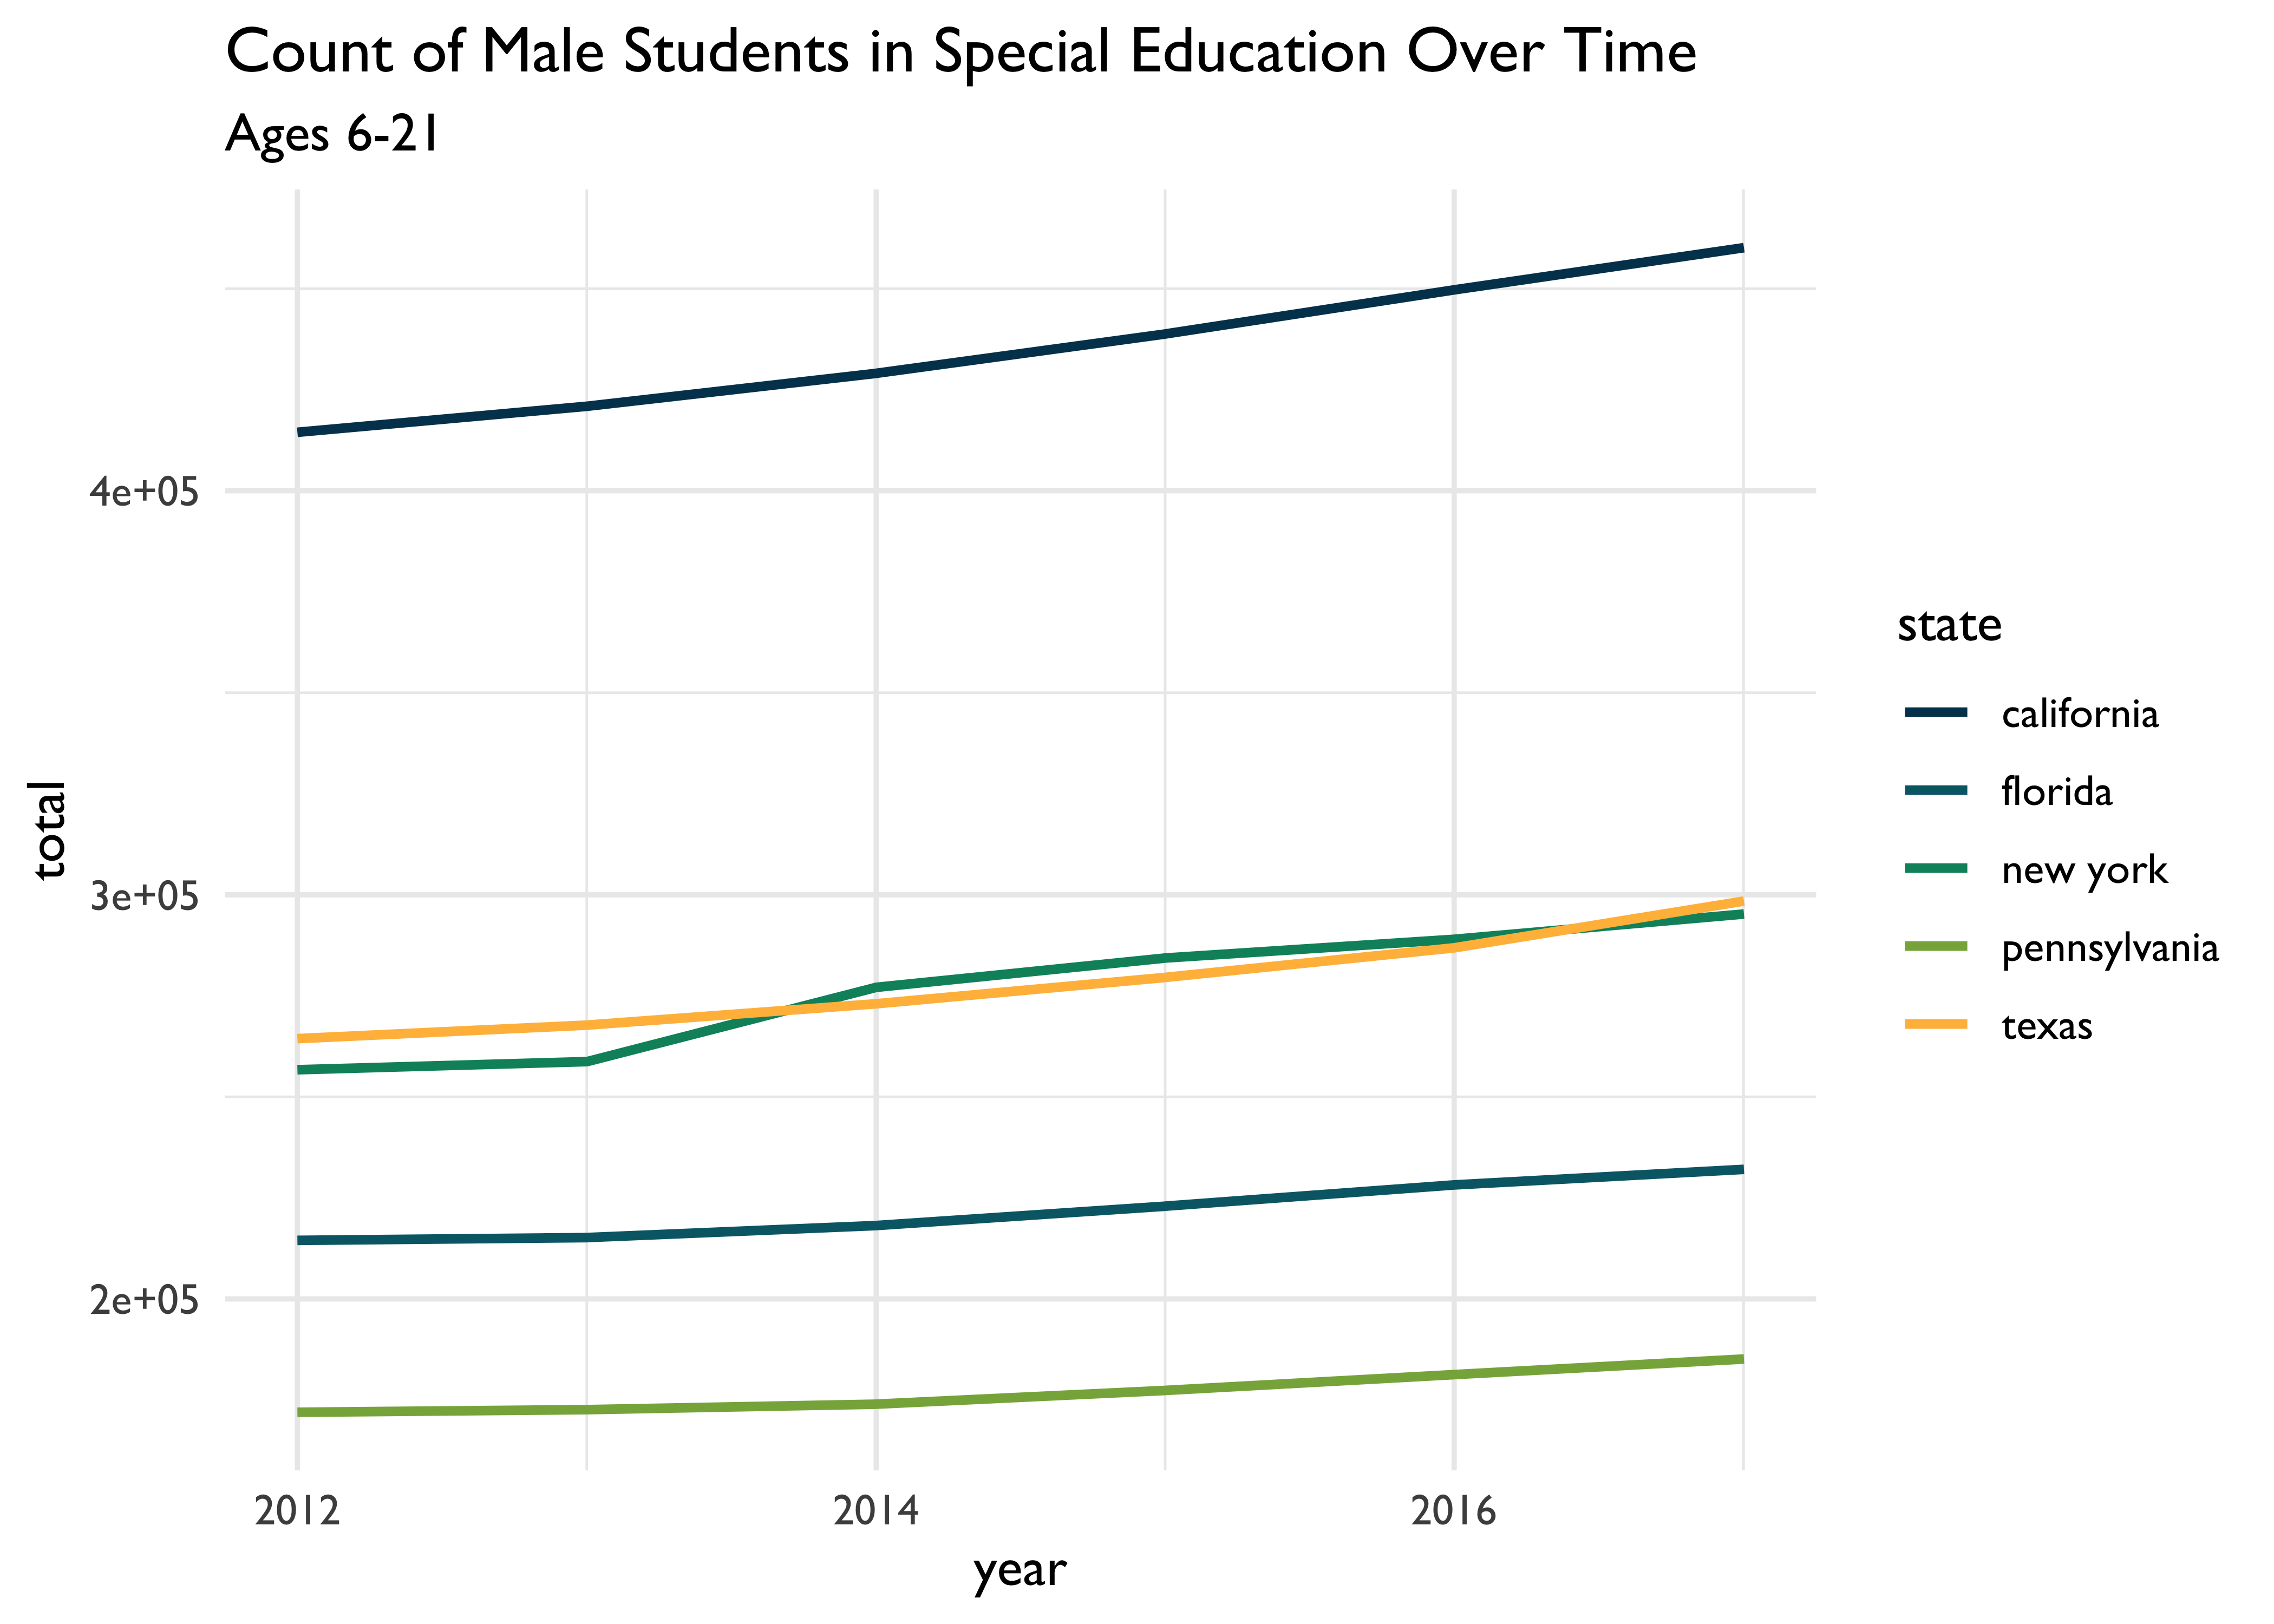 Count of Male Students in Special Education Over Time
Ages 6-21
total
4e+05
3e+05
2e+05
2012
2014
2016
year
state
california
florida
new york
pennsylvania
texas